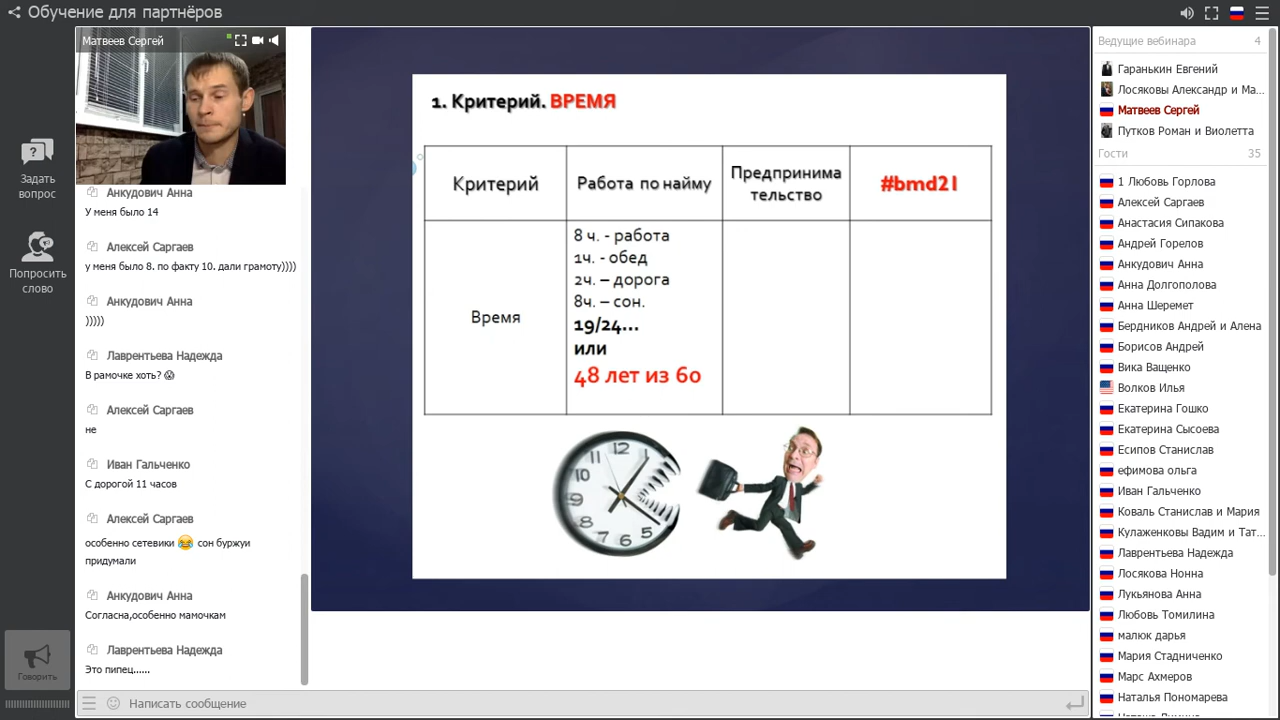 Обучение для партнёров
Матвеев Сергей
Задать
вопрос
Попросить
слово
Говорить
Анкудович Анна
У меня было 14
Алексей Саргаев
у меня было 8. по факту 10. дали грамоту))))
Анкудович Анна
)))))
Лаврентьева Надежда
В рамочке хоть? 😱
Алексей Саргаев
не
Иван Гальченко
С дорогой 11 часов
Алексей Саргаев
особенно сетевики 😂 сон буржуи
придумали
Анкудович Анна
Согласна,особенно мамочкам
Лаврентьева Надежда
Это пипец......
Написать сообщение
1. Критерий. ВРЕМЯ
Критерий
Работа по найму
Предпринима
тельство
#bmd21
Время
8 ч. - работа
1ч. - обед
2ч. – дорога
8ч. – сон.
19/24...
или
48 лет из 60
12
11
10
9
8
7
6
5
Ведущие вебинара 4
Гаранькин Евгений
Лосяковы Александр и Ма...
Матвеев Сергей
Путков Роман и Виолетта
Гости 35
1 Любовь Горлова
Алексей Саргаев
Анастасия Сипакова
Андрей Горелов
Анкудович Анна
Анна Долгополова
Анна Шеремет
Бердников Андрей и Алена
Борисов Андрей
Вика Ващенко
Волков Илья
Екатерина Гошко
Екатерина Сысоева
Есипов Станислав
ефимова ольга
Иван Гальченко
Коваль Станислав и Мария
Кулаженковы Вадим и Тат...
Лаврентьева Надежда
Лосякова Нонна
Лукьянова Анна
Любовь Томилина
малюк дарья
Мария Стадниченко
Марс Ахмеров
Наталья Пономарева